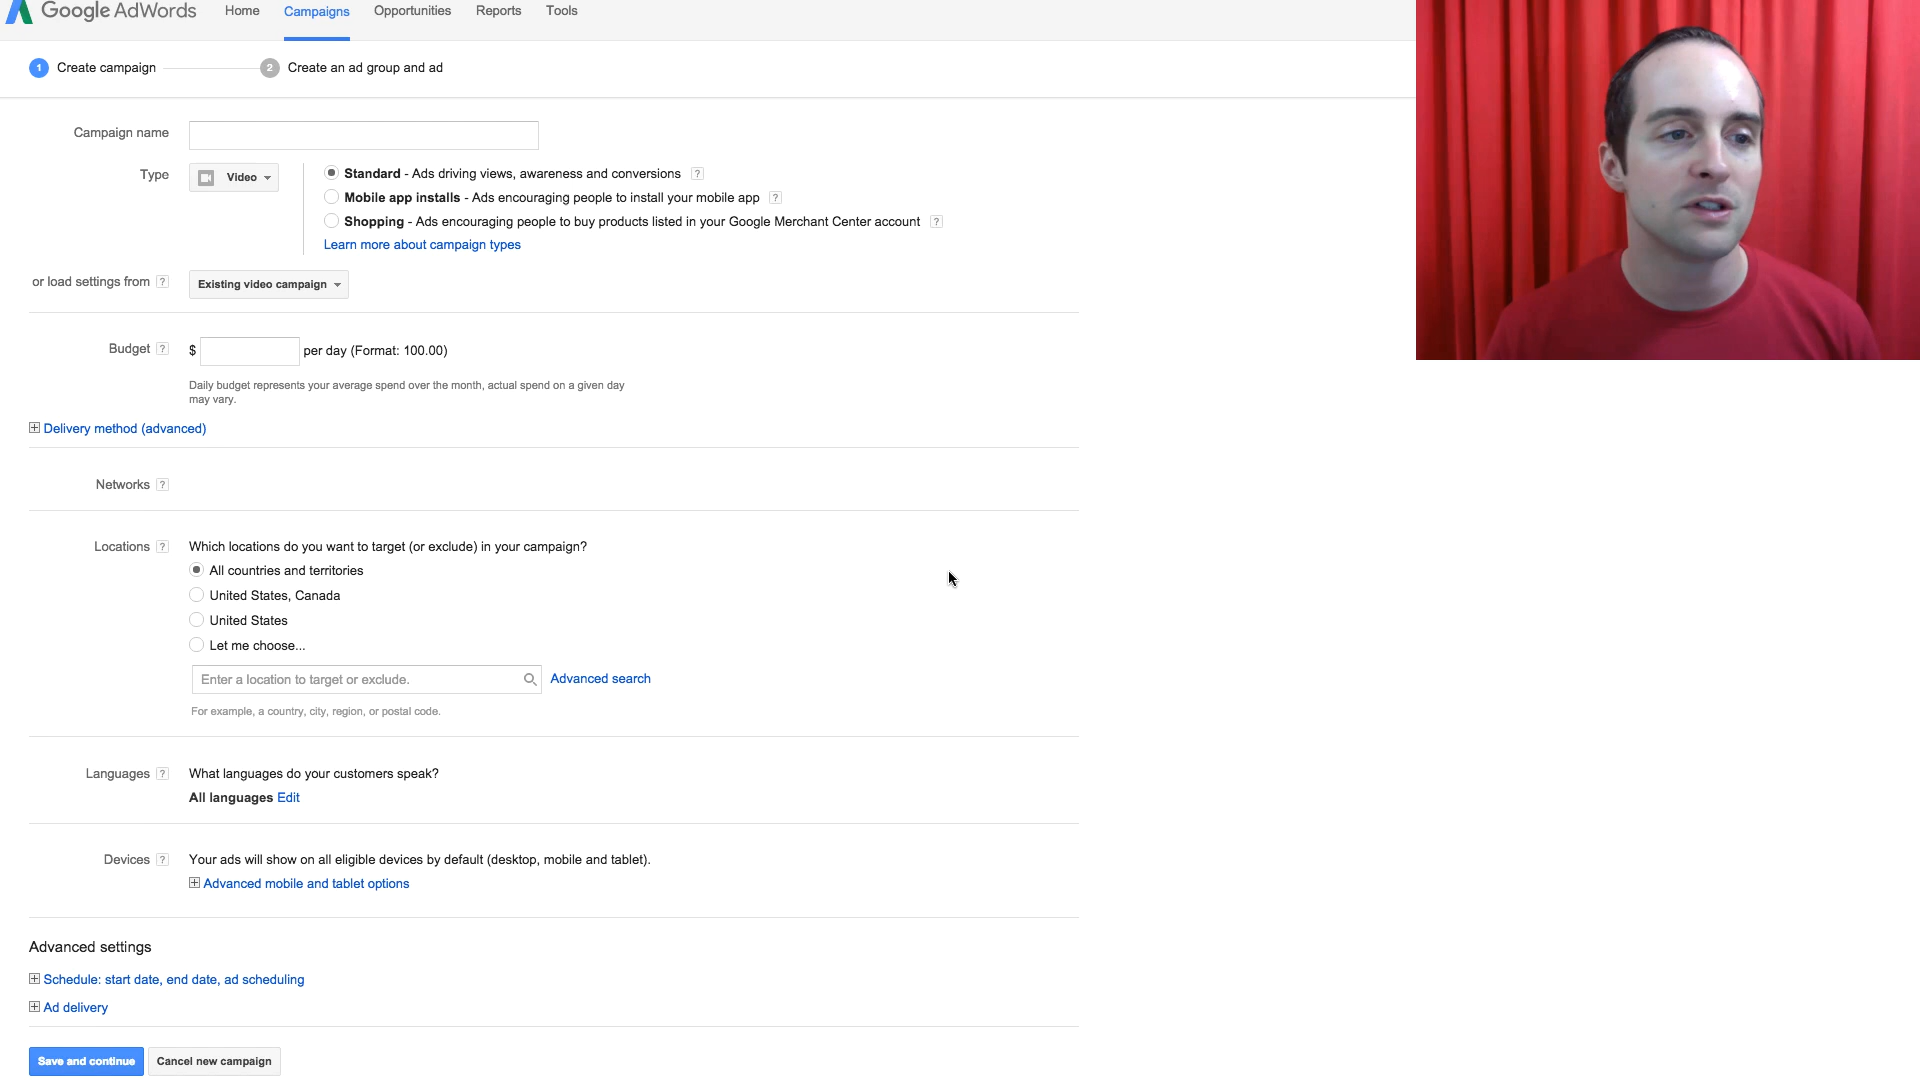 Google AdWords
Home Campaigns Opportunities Reports Tools
1 Create campaign 2 Create an ad group and ad
Campaign name
Type Video Standard - Ads driving views, awareness and conversions ?
Mobile app installs - Ads encouraging people to install your mobile app ?
Shopping - Ads encouraging people to buy products listed in your Google Merchant Center account ?
Learn more about campaign types
or load settings from ? Existing video campaign
Budget ? $ per day (Format: 100.00)
Daily budget represents your average spend over the month, actual spend on a given day
may vary.
Delivery method (advanced)
Networks ?
Locations ? Which locations do you want to target (or exclude) in your campaign?
All countries and territories
United States, Canada
United States
Let me choose...
Enter a location to target or exclude. Advanced search
For example, a country, city, region, or postal code.
Languages ? What languages do your customers speak?
All languages Edit
Devices ? Your ads will show on all eligible devices by default (desktop, mobile and tablet).
Advanced mobile and tablet options
Advanced settings
Schedule: start date, end date, ad scheduling
Ad delivery
Save and continue Cancel new campaign